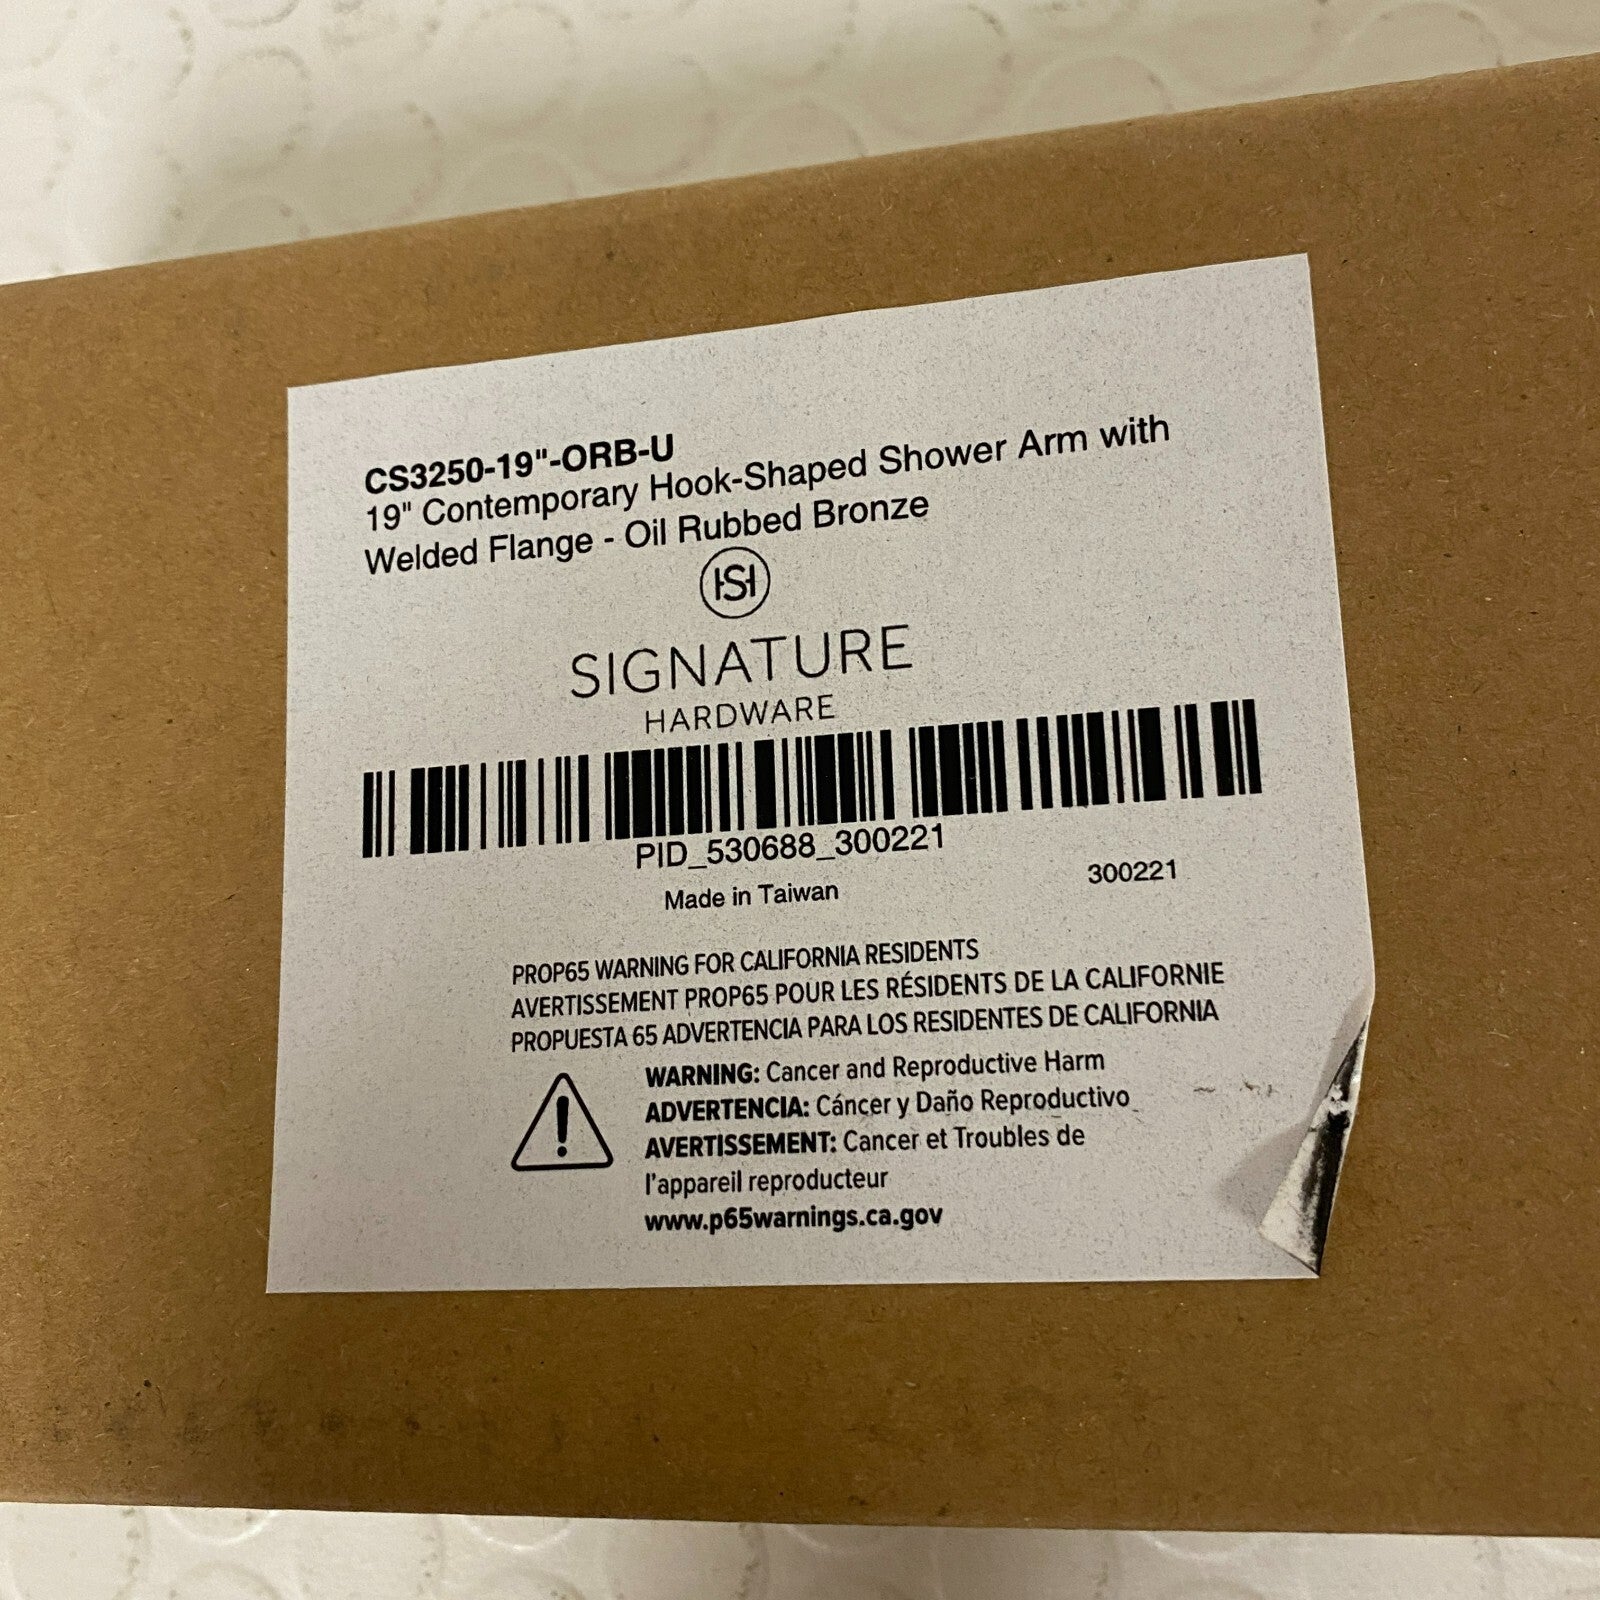 CS3250-19"-ORB-U
19" Contemporary Hook-Shaped Shower Arm with
Welded Flange - Oil Rubbed Bronze
HS
SIGNATURE
HARDWARE
PID_530688_300221
Made in Taiwan
300221
PROP65 WARNING FOR CALIFORNIA RESIDENTS
AVERTISSEMENT PROP65 POUR LES RÉSIDENTS DE LA CALIFORNIE
PROPUESTA 65 ADVERTENCIA PARA LOS RESIDENTES DE CALIFORNIA
WARNING: Cancer and Reproductive Harm
ADVERTENCIA: Cáncer y Daño Reproductivo
AVERTISSEMENT: Cancer et Troubles de
l'appareil reproducteur
www.p65warnings.ca.gov